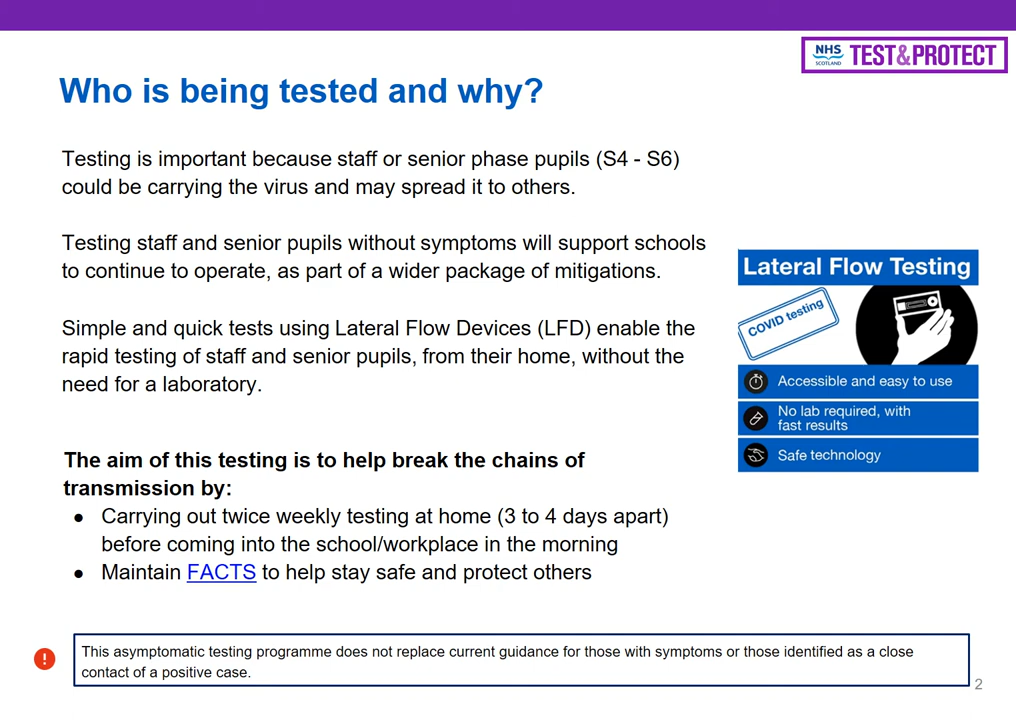 NHS
SCOTLAND
TEST&PROTECT
Who is being tested and why?
Testing is important because staff or senior phase pupils (S4 - S6)
could be carrying the virus and may spread it to others.
Testing staff and senior pupils without symptoms will support schools
to continue to operate, as part of a wider package of mitigations.
Simple and quick tests using Lateral Flow Devices (LFD) enable the
rapid testing of staff and senior pupils, from their home, without the
need for a laboratory.
Lateral Flow Testing
COVID testing
Accessible and easy to use
No lab required, with
fast results
Safe technology
The aim of this testing is to help break the chains of
transmission by:
● Carrying out twice weekly testing at home (3 to 4 days apart)
before coming into the school/workplace in the morning
● Maintain FACTS to help stay safe and protect others
!
This asymptomatic testing programme does not replace current guidance for those with symptoms or those identified as a close
contact of a positive case.
2